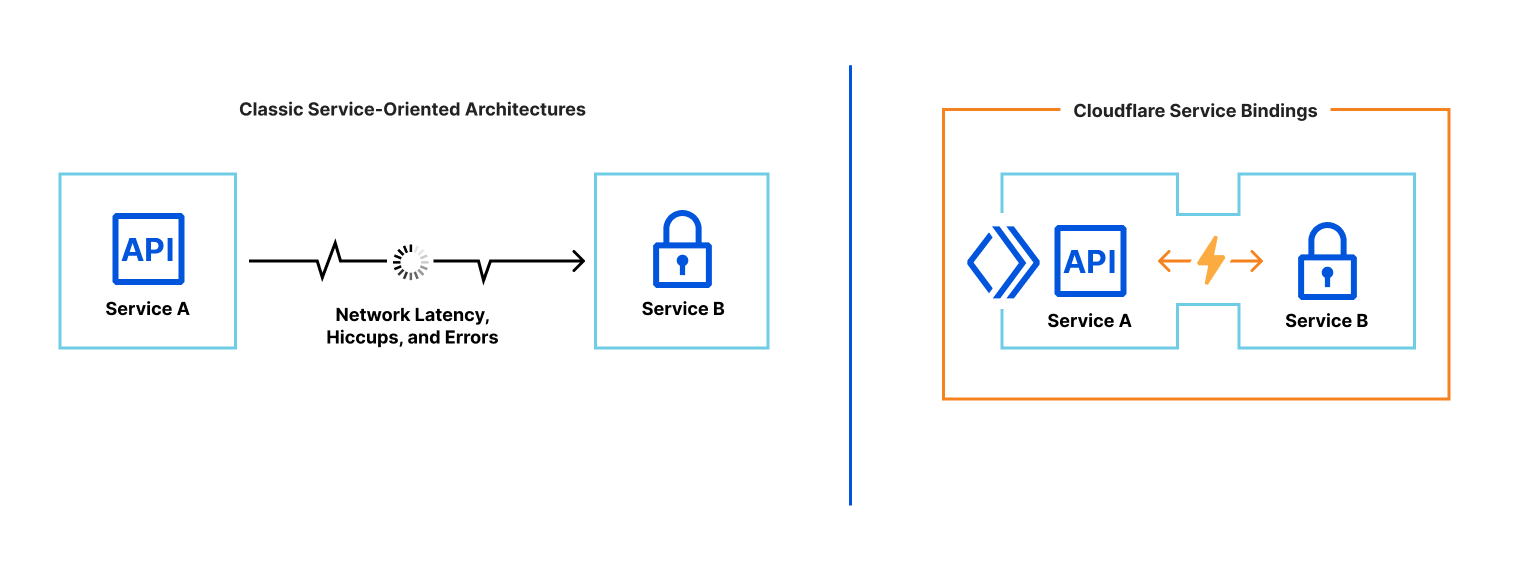 Classic Service-Oriented Architectures
API
Service A
Network Latency,
Hiccups, and Errors
Service B
Cloudflare Service Bindings
API
Service A
Service B